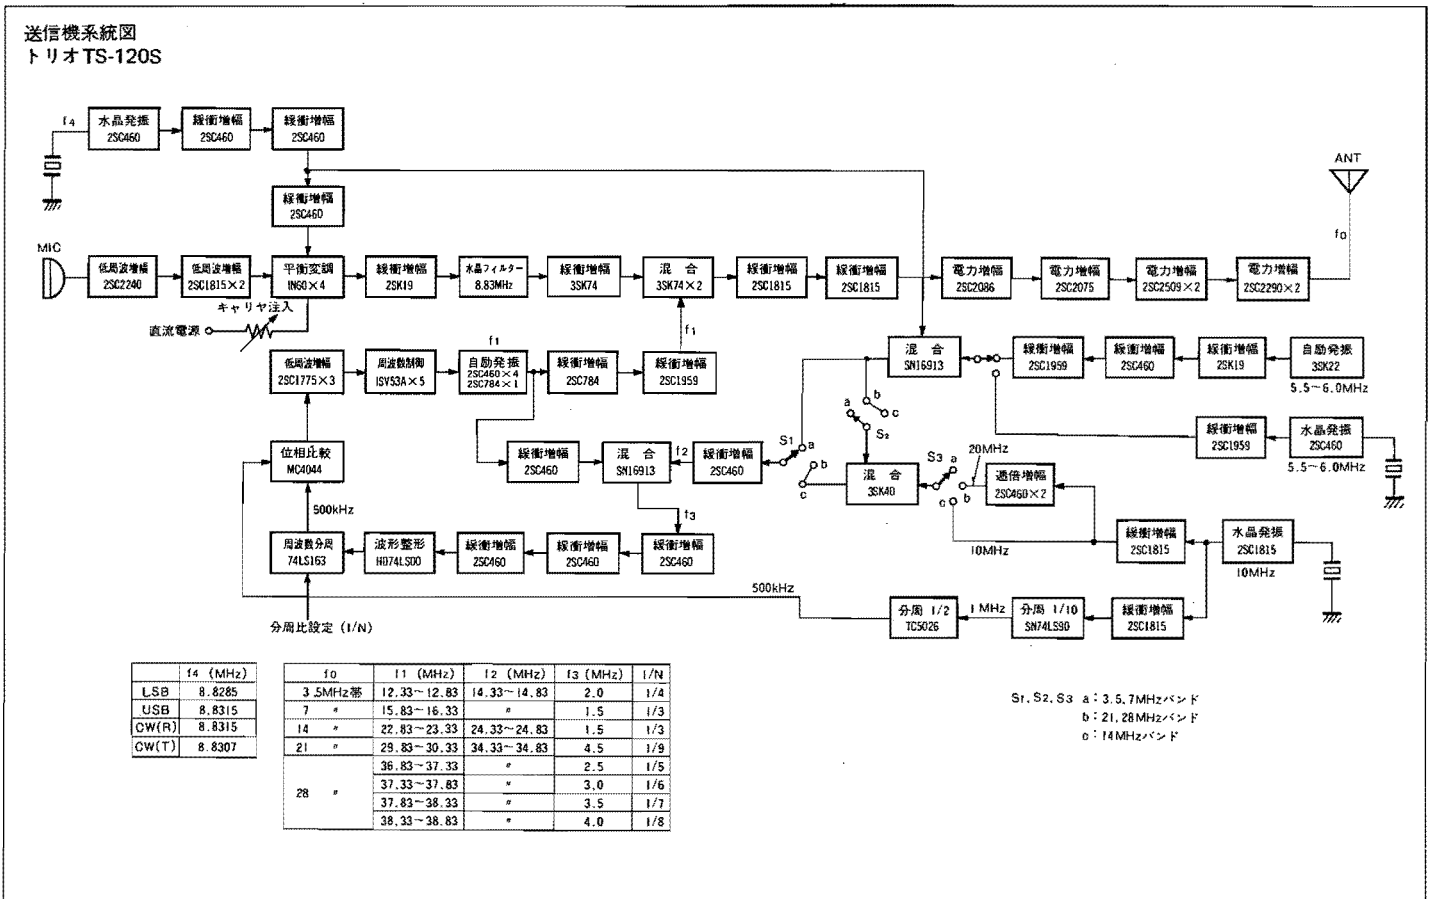 送信機系統図
トリオTS-120S
f4
水晶発振
2SC460
緩衝増幅
2SC460
緩衝増幅
2SC460
緩衝増幅
2SC460
ANT
f0
MIC
低周波増幅
2SC2240
低周波増幅
2SC1815×2
平衡変調
IN60×4
緩衝増幅
2SK19
水晶フィルター
8.83MHz
緩衝増幅
3SK74
混合
3SK74×2
緩衝増幅
2SC1815
緩衝増幅
2SC1815
電力増幅
2SC2086
電力増幅
2SC2075
電力増幅
2SC2509×2
電力増幅
2SC2290×2
キャリヤ注入
直流電源
f1
f1
低周波増幅
2SC1775×3
周波数制御
ISV53A×5
自励発振
2SC460×4
2SC784×1
緩衝増幅
2SC784
緩衝増幅
2SC1959
混合
SN16913
緩衝増幅
2SC1959
緩衝増幅
2SC460
緩衝増幅
2SK19
自励発振
3SK22
5.5~6.0MHz
a
b
c
S2
緩衝増幅
2SC1959
水晶発振
2SC460
5.5~6.0MHz
位相比較
MC4044
緩衝増幅
2SC460
混合
SN16913
f2
緩衝増幅
2SC460
S1
a
b
c
混合
3SK40
S3
a
b
c
20MHz
逓倍増幅
2SC460×2
500kHz
f3
10MHz
周波数分周
74LS163
波形整形
HD74LS00
緩衝増幅
2SC460
緩衝増幅
2SC460
緩衝増幅
2SC460
緩衝増幅
2SC1815
水晶発振
2SC1815
10MHz
500kHz
分周 1/2
TC5026
1MHz
分周 1/10
SN74LS90
緩衝増幅
2SC1815
分周比設定 (1/N)
f4 (MHz)
LSB 8.8285
USB 8.8315
CW(R) 8.8315
CW(T) 8.8307
f0 f1 (MHz) f2 (MHz) f3 (MHz) 1/N
3.5MHz帯 12.33~12.83 14.33~14.83 2.0 1/4
7 〃 15.83~16.33 〃 1.5 1/3
14 〃 22.83~23.33 24.33~24.83 1.5 1/3
21 〃 29.83~30.33 34.33~34.83 4.5 1/9
28 〃 36.83~37.33 〃 2.5 1/5
37.33~37.83 〃 3.0 1/6
37.83~38.33 〃 3.5 1/7
38.33~38.83 〃 4.0 1/8
S1, S2, S3 a:3.5,7MHzバンド
b:21,28MHzバンド
c:14MHzバンド